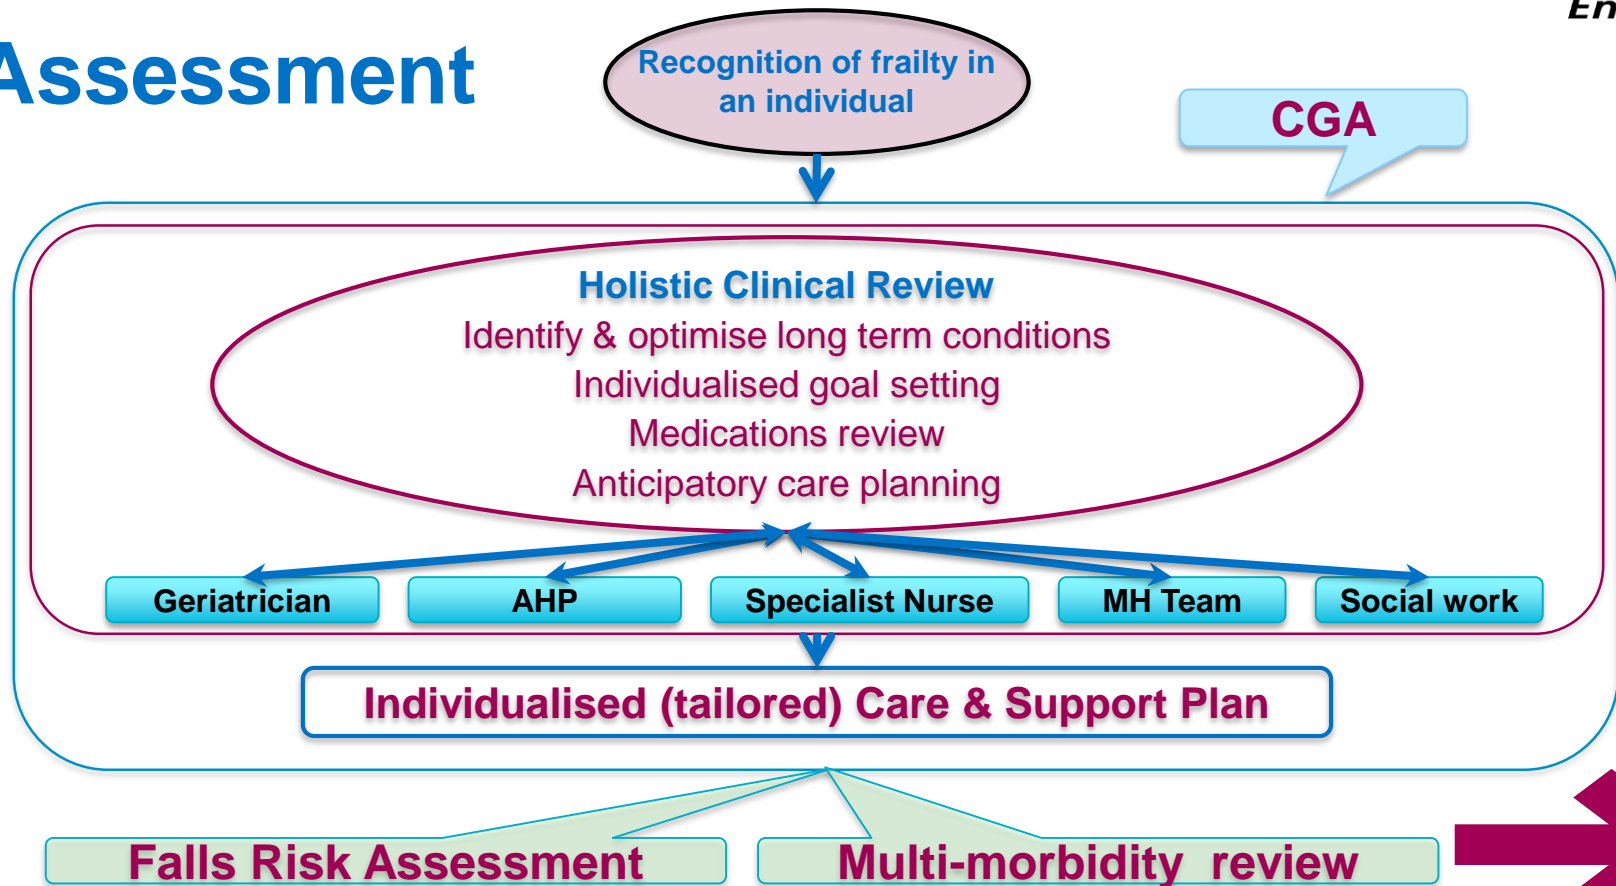 En
Assessment
Recognition of frailty in
an individual
CGA
Holistic Clinical Review
Identify & optimise long term conditions
Individualised goal setting
Medications review
Anticipatory care planning
Geriatrician
AHP
Specialist Nurse
MH Team
Social work
Individualised (tailored) Care & Support Plan
Falls Risk Assessment
Multi-morbidity review